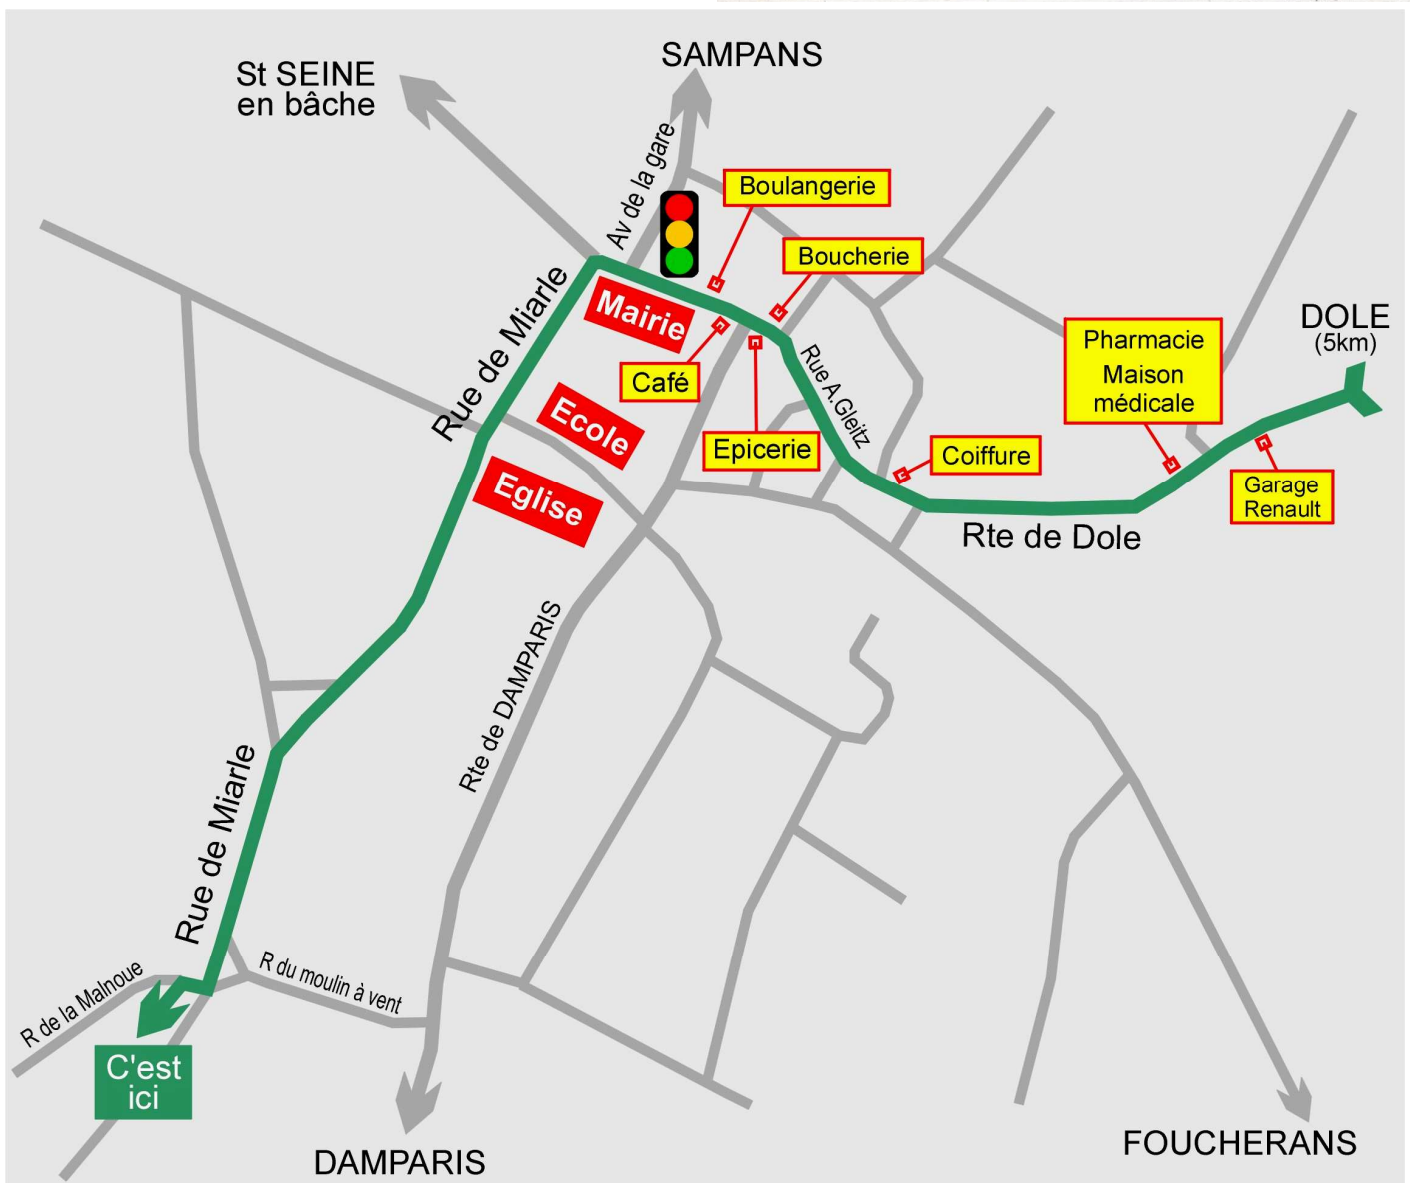 SAMPANS
St SEINE
en bâche
Av de la gare
Boulangerie
Boucherie
Rue de Miarle
Mairie
DOLE
(5km)
Pharmacie
Maison
médicale
Café
Rue A.Gleitz
Ecole
Epicerie
Coiffure
Eglise
Garage
Renault
Rte de Dole
Rte de DAMPARIS
Rue de Miarle
R de la Malnoue
R du moulin à vent
C'est
ici
DAMPARIS
FOUCHERANS